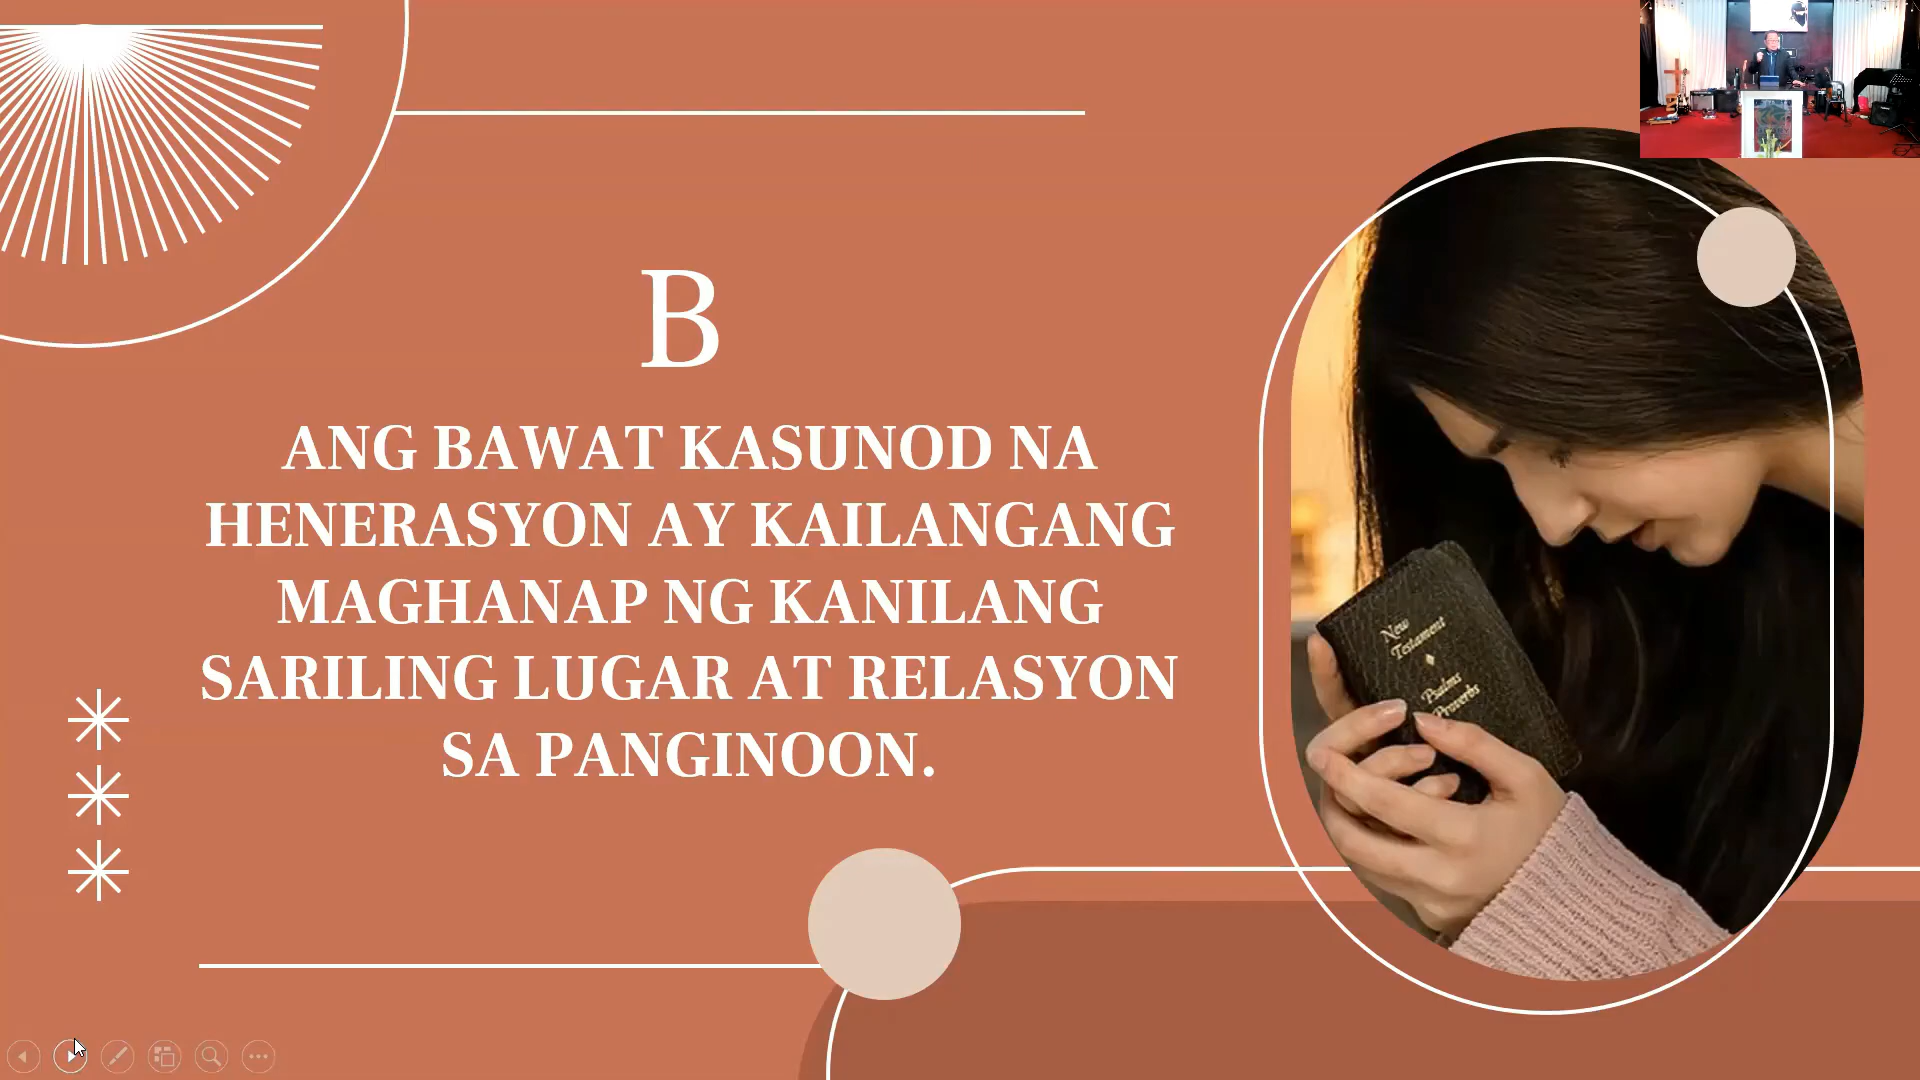 B
ANG BAWAT KASUNOD NA
HENERASYON AY KAILANGANG
MAGHANAP NG KANILANG
SARILING LUGAR AT RELASYON
SA PANGINOON.
New
Testament
Psalms
Proverbs